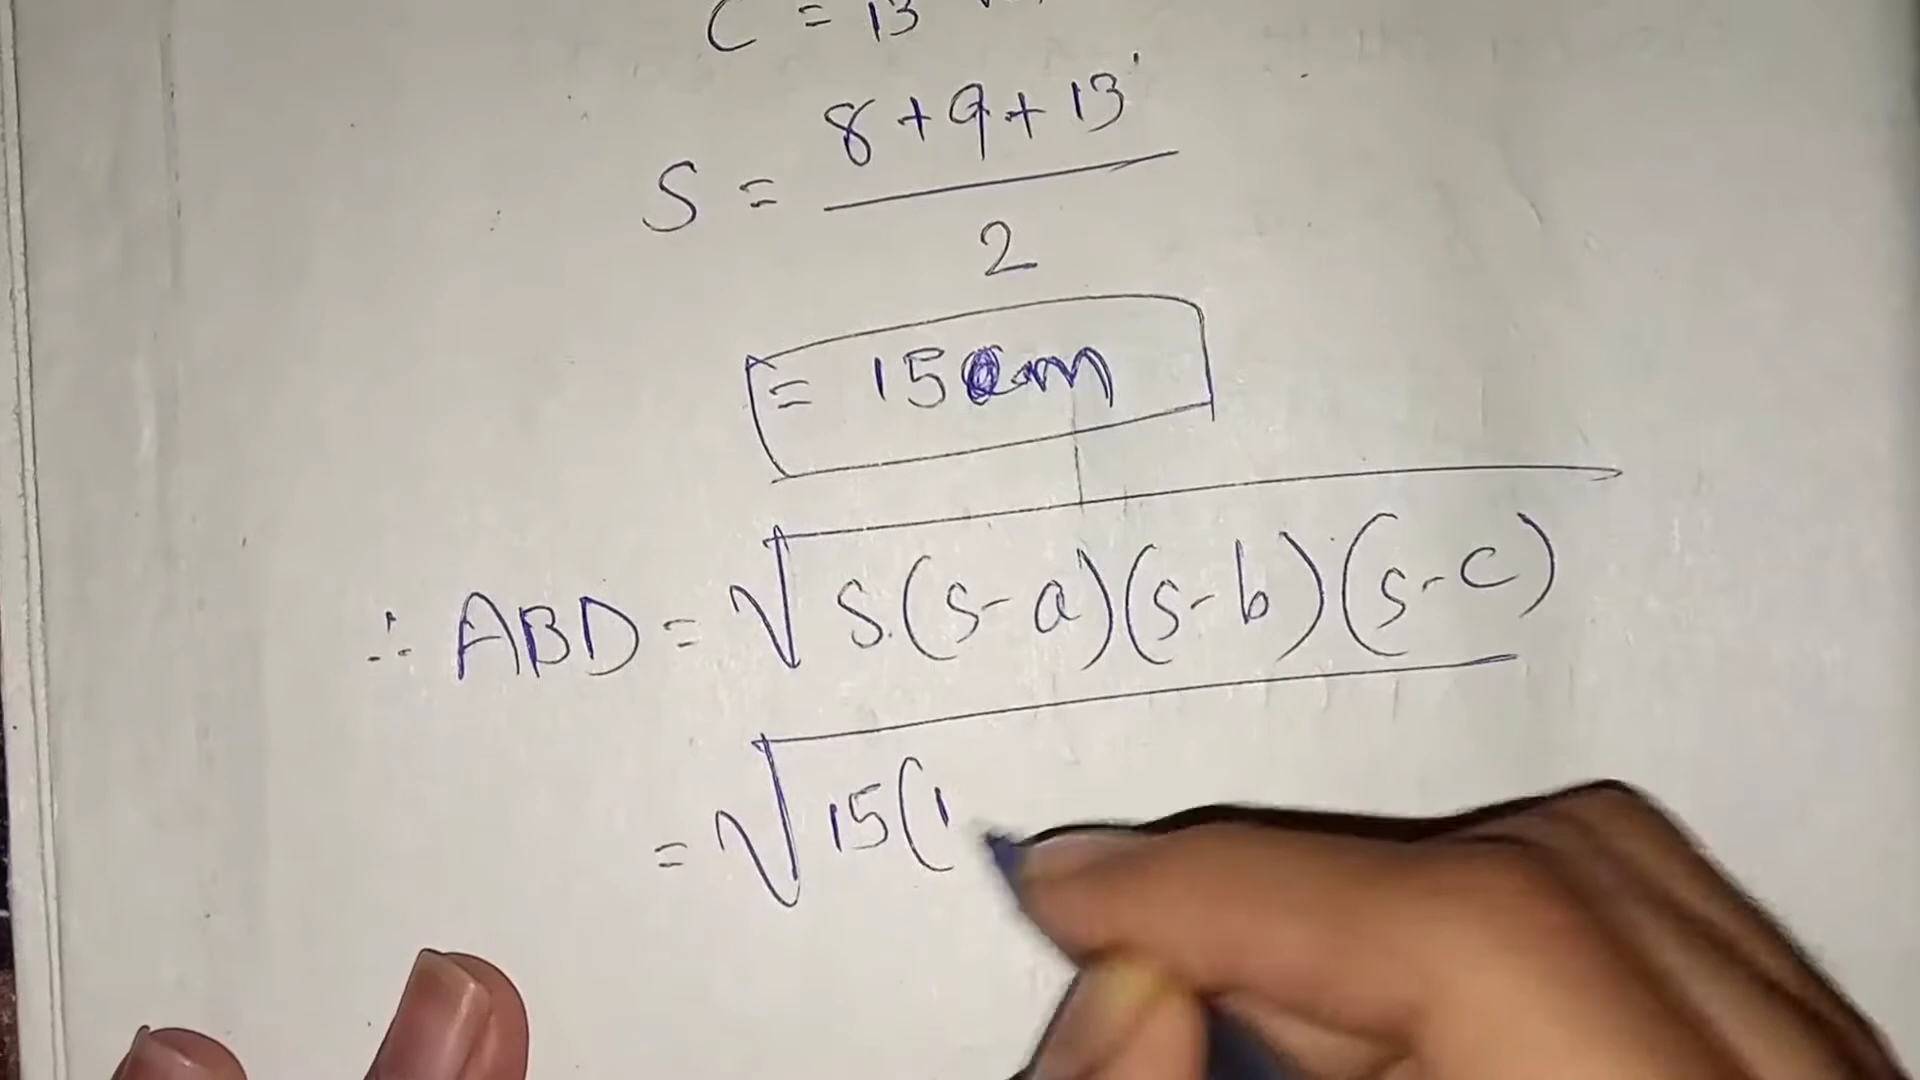 C = 13
S = 8+9+13 / 2
= 15cm
∴ ABD = √s(s-a)(s-b)(s-c)
= √15(1